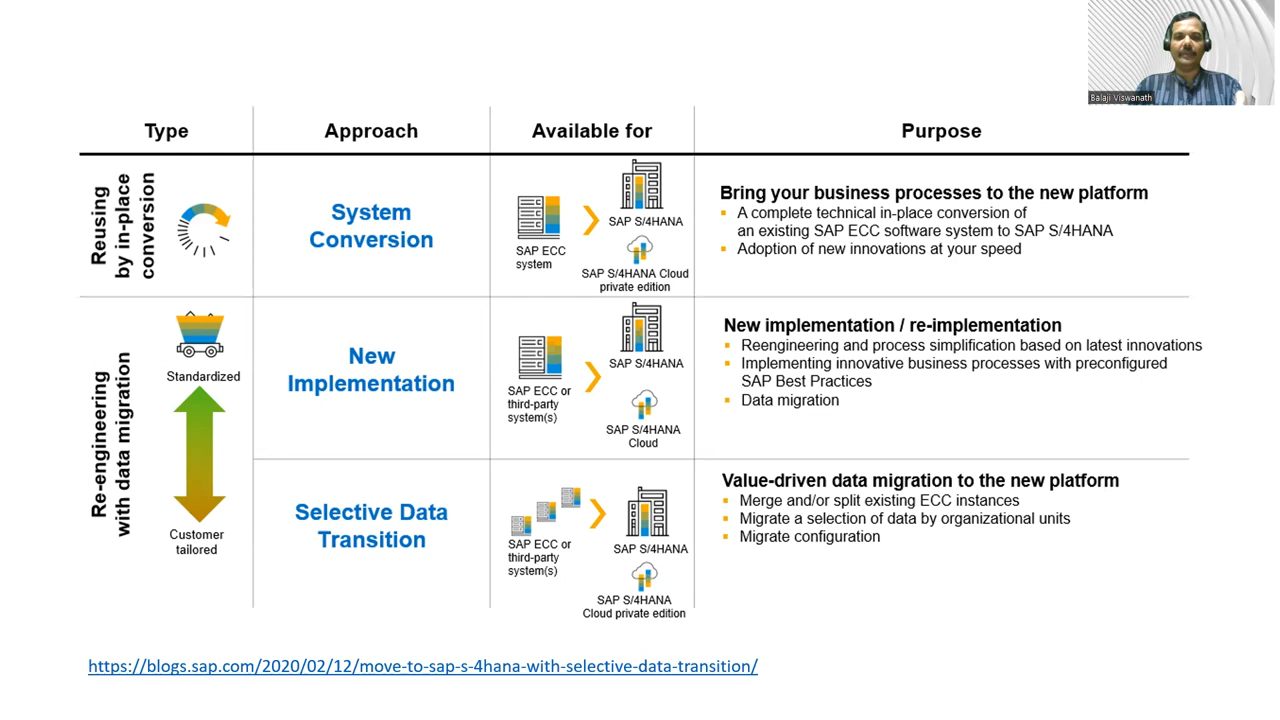 Balaji Viswanath
Type
Approach
Available for
Purpose
Reusing
by in-place
conversion
System
Conversion
SAP ECC
system
SAP S/4HANA
SAP S/4HANA Cloud
private edition
Bring your business processes to the new platform
A complete technical in-place conversion of
an existing SAP ECC software system to SAP S/4HANA
Adoption of new innovations at your speed
Re-engineering
with data migration
Standardized
Customer
tailored
New
Implementation
SAP ECC or
third-party
system(s)
SAP S/4HANA
SAP S/4HANA
Cloud
New implementation / re-implementation
Reengineering and process simplification based on latest innovations
Implementing innovative business processes with preconfigured
SAP Best Practices
Data migration
Selective Data
Transition
SAP ECC or
third-party
system(s)
SAP S/4HANA
SAP S/4HANA
Cloud private edition
Value-driven data migration to the new platform
Merge and/or split existing ECC instances
Migrate a selection of data by organizational units
Migrate configuration
https://blogs.sap.com/2020/02/12/move-to-sap-s-4hana-with-selective-data-transition/